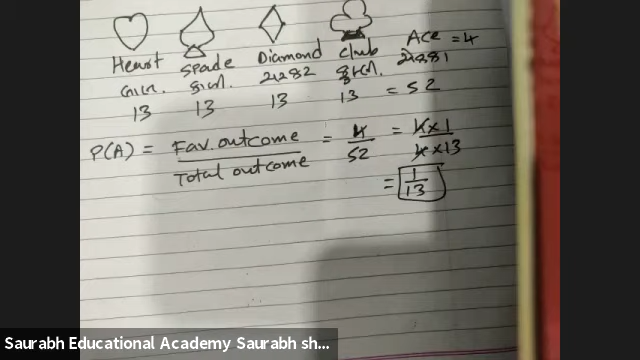 Ace = 4
Heart Spade Diamond Club
13 13 13 13 = 52
P(A) = Fav. outcome / Total outcome = 4 / 52 = 4 × 1 / 4 × 13
= 1 / 13
Saurabh Educational Academy Saurabh sh...